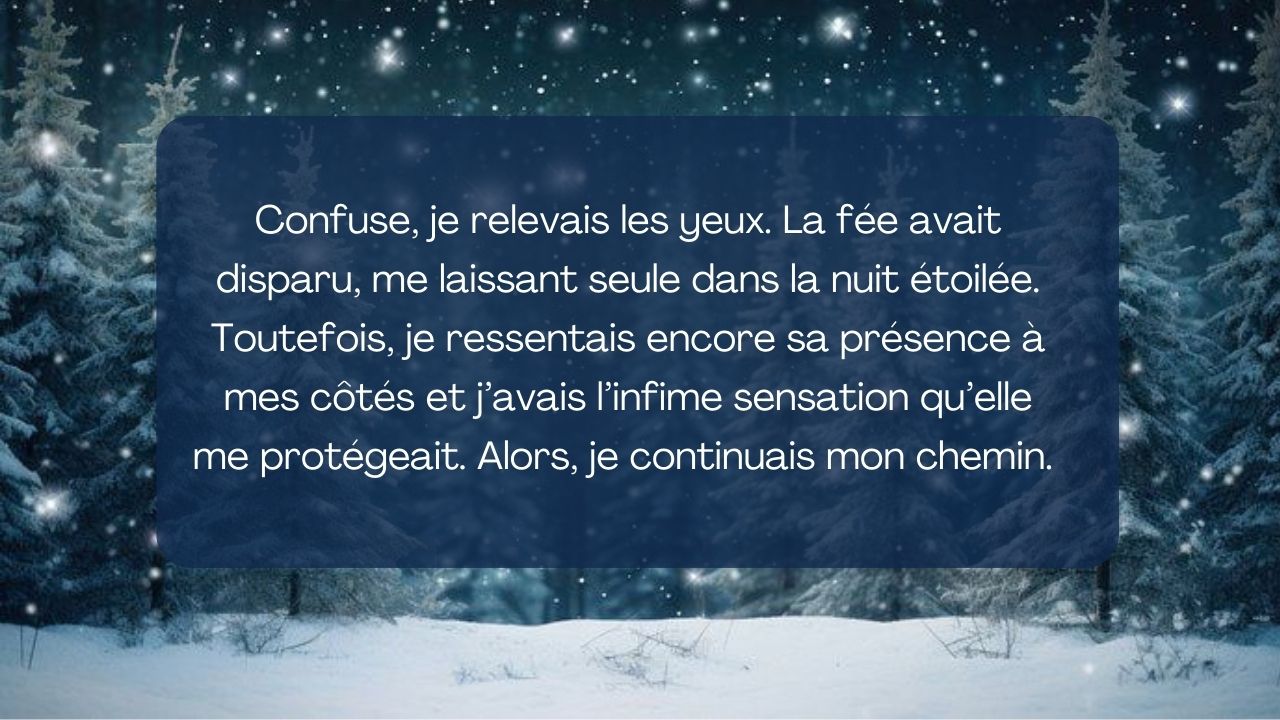 Confuse, je relevais les yeux. La fée avait
disparu, me laissant seule dans la nuit étoilée.
Toutefois, je ressentais encore sa présence à
mes côtés et j’avais l’infime sensation qu’elle
me protégeait. Alors, je continuais mon chemin.